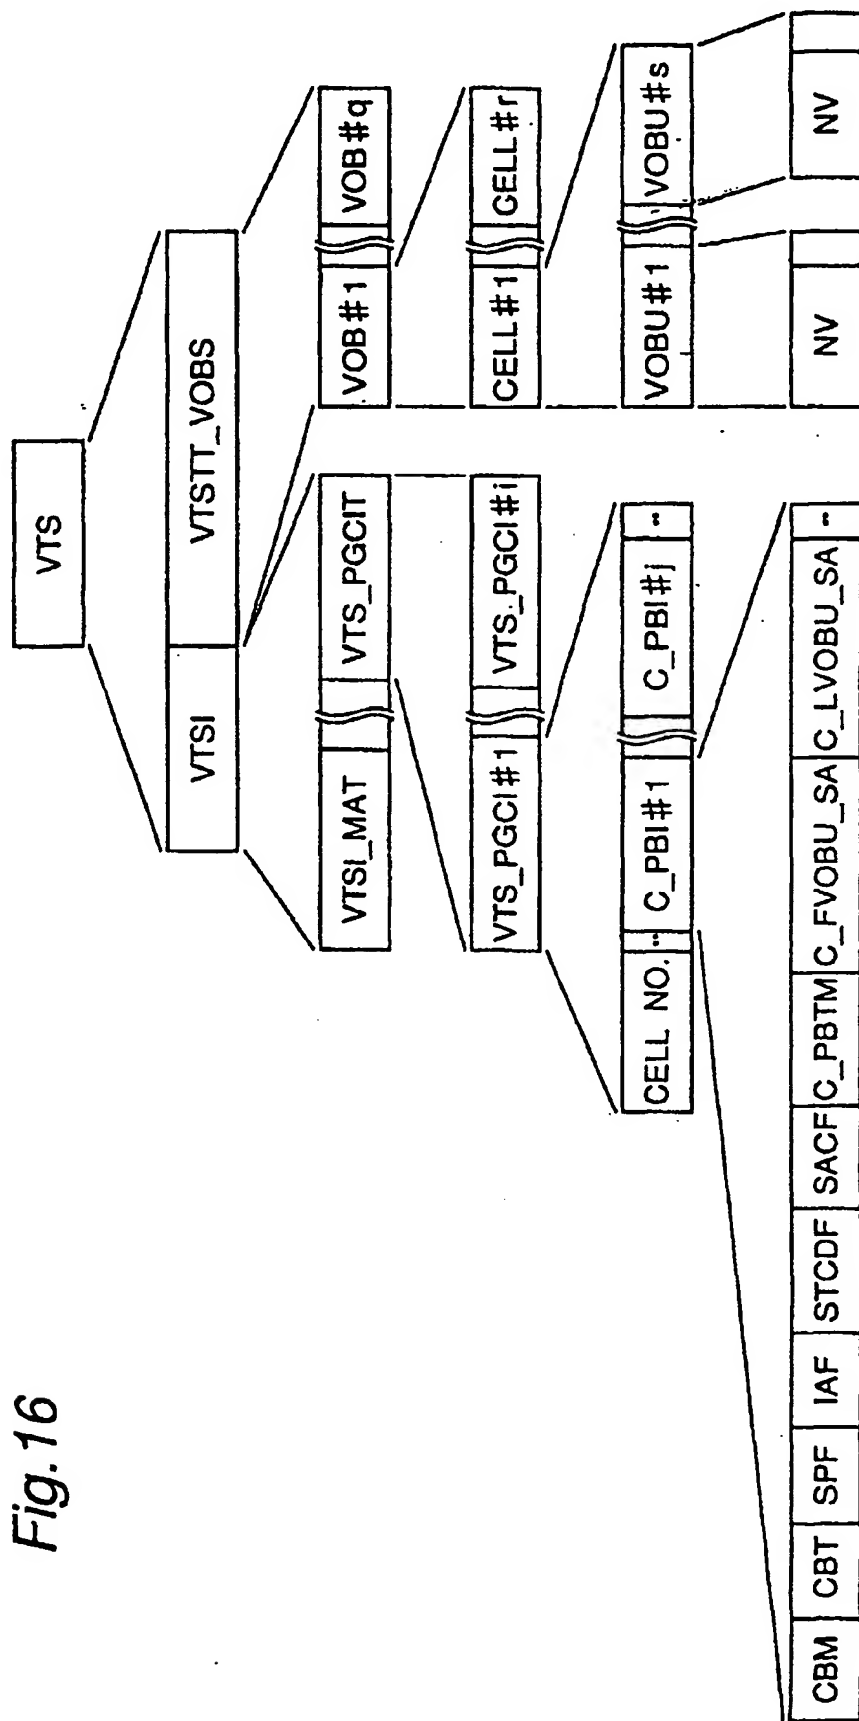 Fig.16
VTS
VTSI VTSTT_VOBS
VTSI_MAT VTS_PGCIT VOB#1 VOB#q
VTS_PGCI#1 VTS_PGCI#i CELL#1 CELL#r
CELL NO. -- C_PBI#1 C_PBI#j -- VOBU#1 VOBU#s
CBM CBT SPF IAF STCDF SACF C_PBTM C_FVOBU_SA C_LVOBU_SA -- NV NV